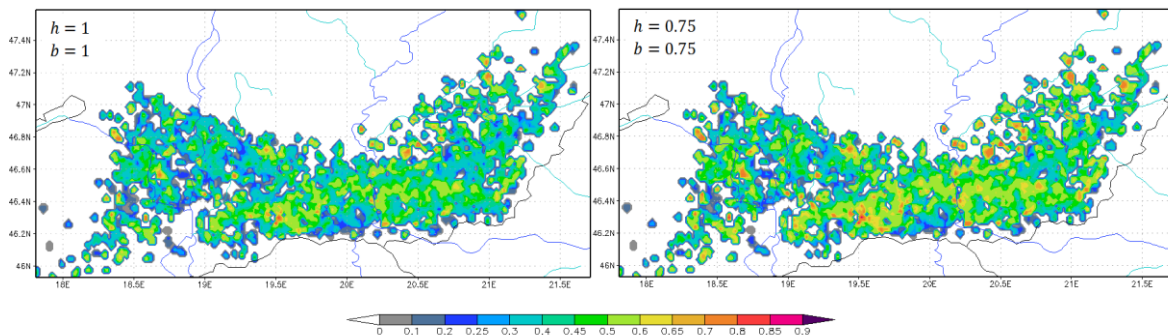 h = 1
b = 1
47.4N
47.2N
47N
46.8N
46.6N
46.4N
46.2N
46N
18E 18.5E 19E 19.5E 20E 20.5E 21E 21.5E
h = 0.75
b = 0.75
47.4N
47.2N
47N
46.8N
46.6N
46.4N
46.2N
46N
18E 18.5E 19E 19.5E 20E 20.5E 21E 21.5E
0 0.1 0.2 0.25 0.3 0.4 0.45 0.5 0.6 0.65 0.7 0.8 0.85 0.9